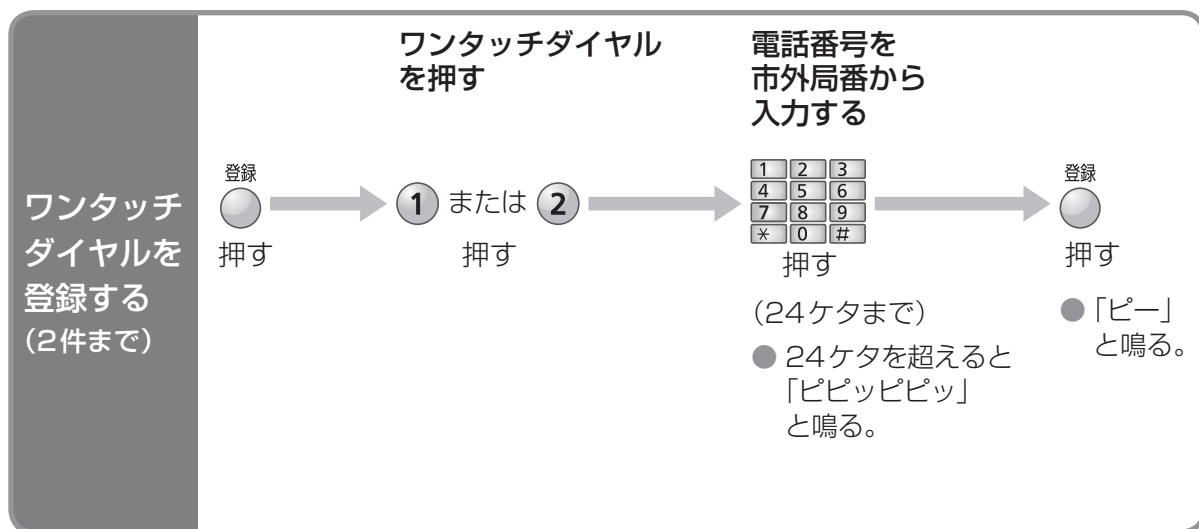 ワンタッチ
ダイヤルを
登録する
（2件まで）
登録
押す
ワンタッチダイヤル
を押す
1 または 2
押す
電話番号を
市外局番から
入力する
1 2 3
4 5 6
7 8 9
＊ 0 #
押す
（24ケタまで）
● 24ケタを超えると
「ピピッピピッ」
と鳴る。
登録
押す
● 「ピー」
と鳴る。